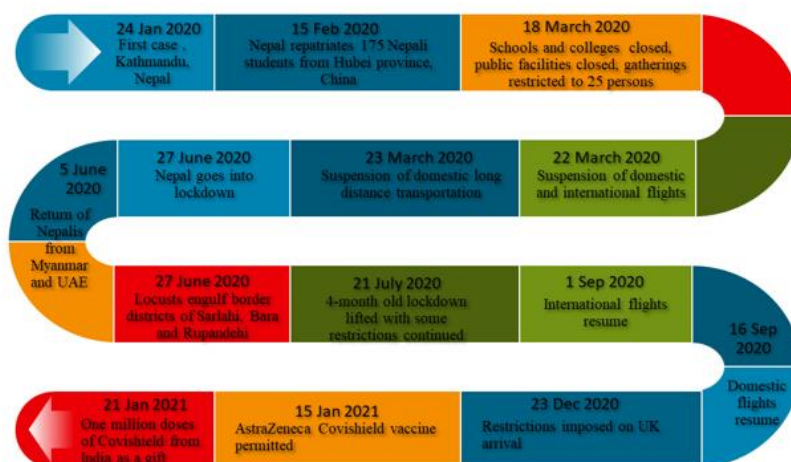 24 Jan 2020
First case ,
Kathmandu,
Nepal
15 Feb 2020
Nepal repatriates 175 Nepali
students from Hubei province,
China
18 March 2020
Schools and colleges closed,
public facilities closed, gatherings
restricted to 25 persons
22 March 2020
Suspension of domestic
and international flights
23 March 2020
Suspension of domestic long
distance transportation
27 June 2020
Nepal goes into
lockdown
5 June
2020
Return of
Nepalis
from
Myanmar
and UAE
27 June 2020
Locusts engulf border
districts of Sarlahi, Bara
and Rupandehi
21 July 2020
4-month old lockdown
lifted with some
restrictions continued
1 Sep 2020
International flights
resume
16 Sep
2020
Domestic
flights
resume
23 Dec 2020
Restrictions imposed on UK
arrival
15 Jan 2021
AstraZeneca Covishield vaccine
permitted
21 Jan 2021
One million doses
of Covishield from
India as a gift